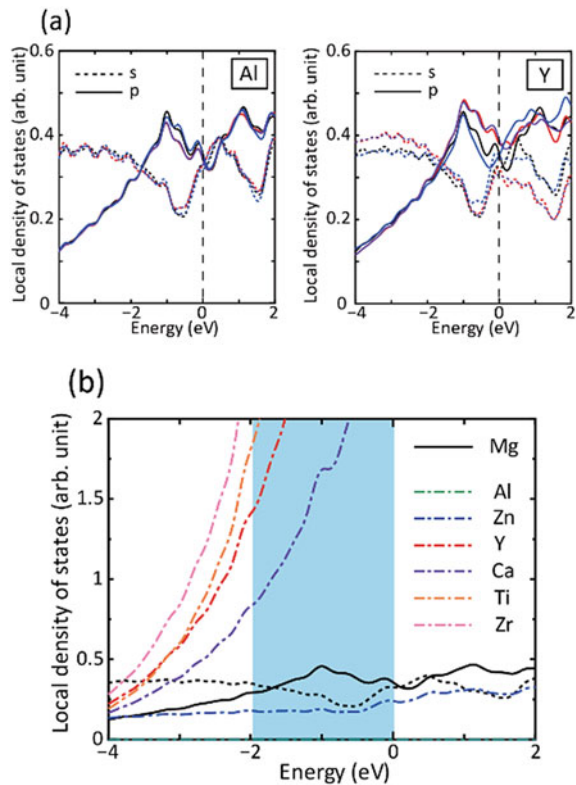 (a)
0.6
0.4
0.2
0
Local density of states (arb. unit)
s
p
Al
−4 −2 0 2
Energy (eV)
0.6
0.4
0.2
0
Local density of states (arb. unit)
s
p
Y
−4 −2 0 2
Energy (eV)
(b)
2
1.5
1
0.5
0
Local density of states (arb. unit)
Mg
Al
Zn
Y
Ca
Ti
Zr
−4 −2 0 2
Energy (eV)